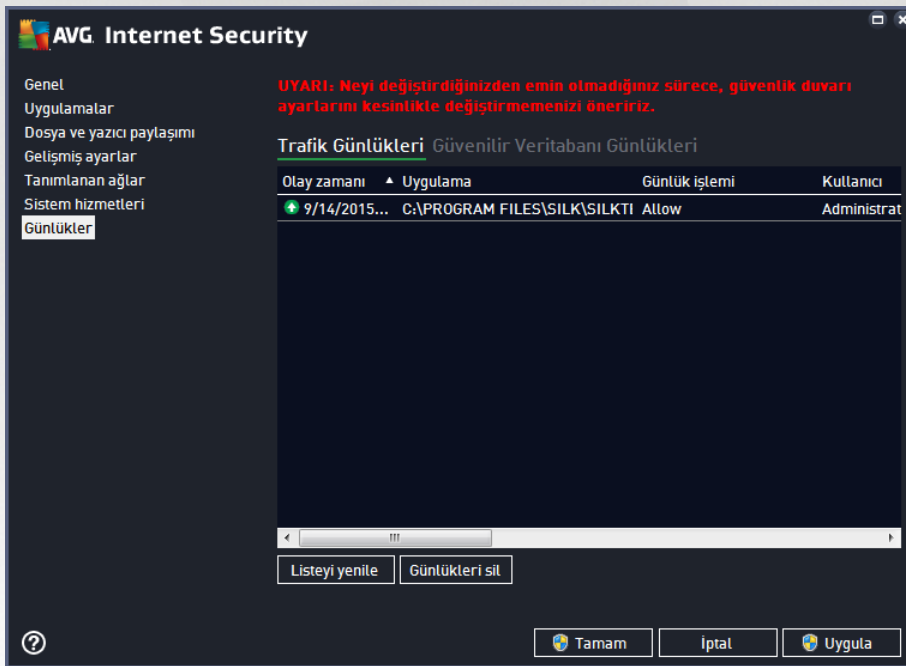 AVG Internet Security
Genel
Uygulamalar
Dosya ve yazıcı paylaşımı
Gelişmiş ayarlar
Tanımlanan ağlar
Sistem hizmetleri
Günlükler
UYARI: Neyi değiştirdiğinizden emin olmadığınız sürece, güvenlik duvarı
ayarlarını kesinlikle değiştirmemenizi öneririz.
Trafik Günlükleri Güvenilir Veritabanı Günlükleri
Olay zamanı Uygulama Günlük işlemi Kullanıcı
9/14/2015... C:\PROGRAM FILES\SILK\SILKTI Allow Administrat
Listeyi yenile Günlükleri sil
? Tamam İptal Uygula